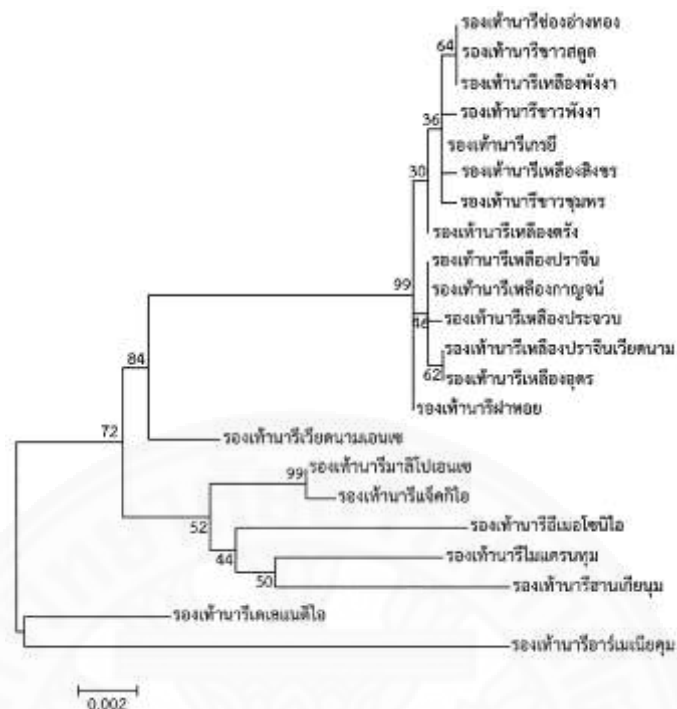 64
รองเท้านารีช่องอ่างทอง
รองเท้านารีขาวสตูล
รองเท้านารีเหลืองพังงา
36
รองเท้านารีขาวพังงา
รองเท้านารีเกรยี
30
รองเท้านารีเหลืองสิงขร
รองเท้านารีขาวชุมพร
รองเท้านารีเหลืองตรัง
99
รองเท้านารีเหลืองปราจีน
รองเท้านารีเหลืองกาญจน์
46
รองเท้านารีเหลืองประจวบ
รองเท้านารีเหลืองปราจีนเวียดนาม
62
รองเท้านารีเหลืองอุดร
84
รองเท้านารีฝาหอย
72
รองเท้านารีเวียดนามเอนเซ
99
รองเท้านารีมาลิโปเอนเซ
รองเท้านารีแจ็คกิไอ
52
รองเท้านารีอีเมอโซนิไอ
44
รองเท้านารีไมแครนทุม
50
รองเท้านารีฮานเกียนุม
รองเท้านารีเดเลแนติไอ
รองเท้านารีอาร์เมเนียคุม
0.002